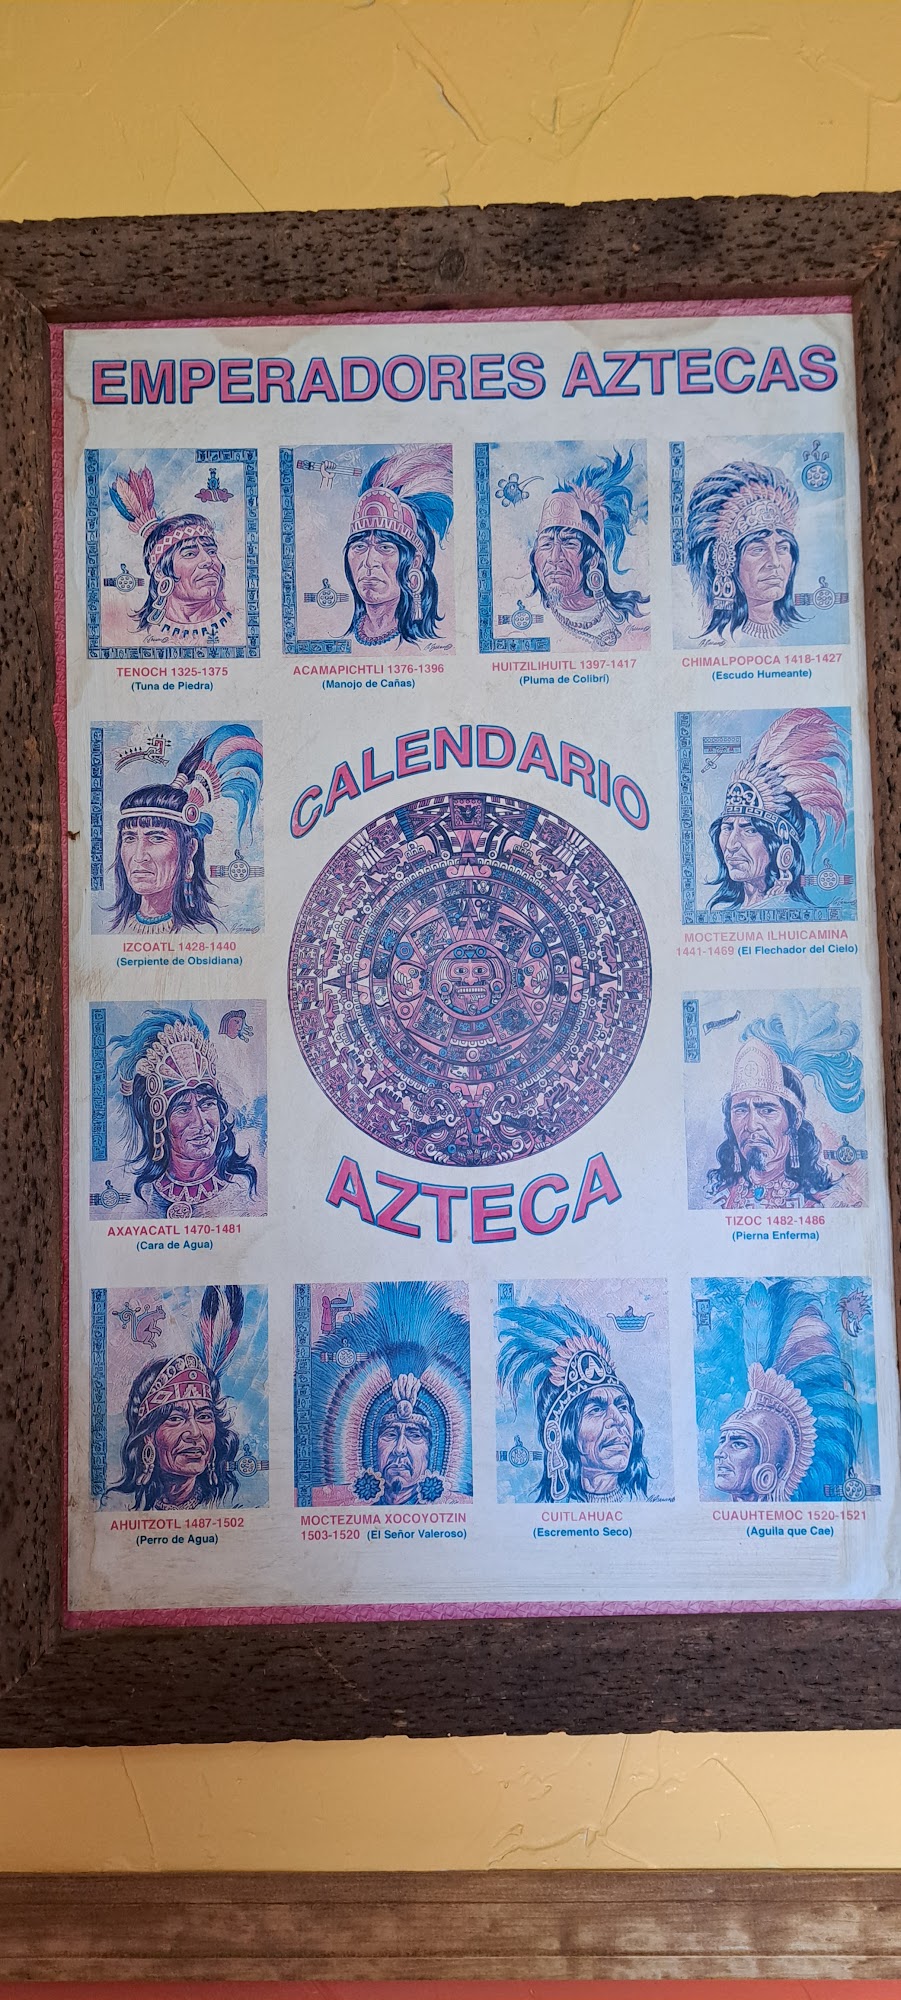 EMPERADORES AZTECAS
TENOCH 1325-1375
(Tuna de Piedra)
ACAMAPICHTLI 1376-1396
(Manojo de Cañas)
HUITZILIHUITL 1397-1417
(Pluma de Colibrí)
CHIMALPOPOCA 1418-1427
(Escudo Humeante)
CALENDARIO
AZTECA
IZCOATL 1428-1440
(Serpiente de Obsidiana)
MOCTEZUMA ILHUICAMINA
1441-1469 (El Flechador del Cielo)
AXAYACATL 1470-1481
(Cara de Agua)
TIZOC 1482-1486
(Pierna Enferma)
AHUITZOTL 1487-1502
(Perro de Agua)
MOCTEZUMA XOCOYOTZIN
1503-1520 (El Señor Valeroso)
CUITLAHUAC
(Escremento Seco)
CUAUHTEMOC 1520-1521
(Aguila que Cae)